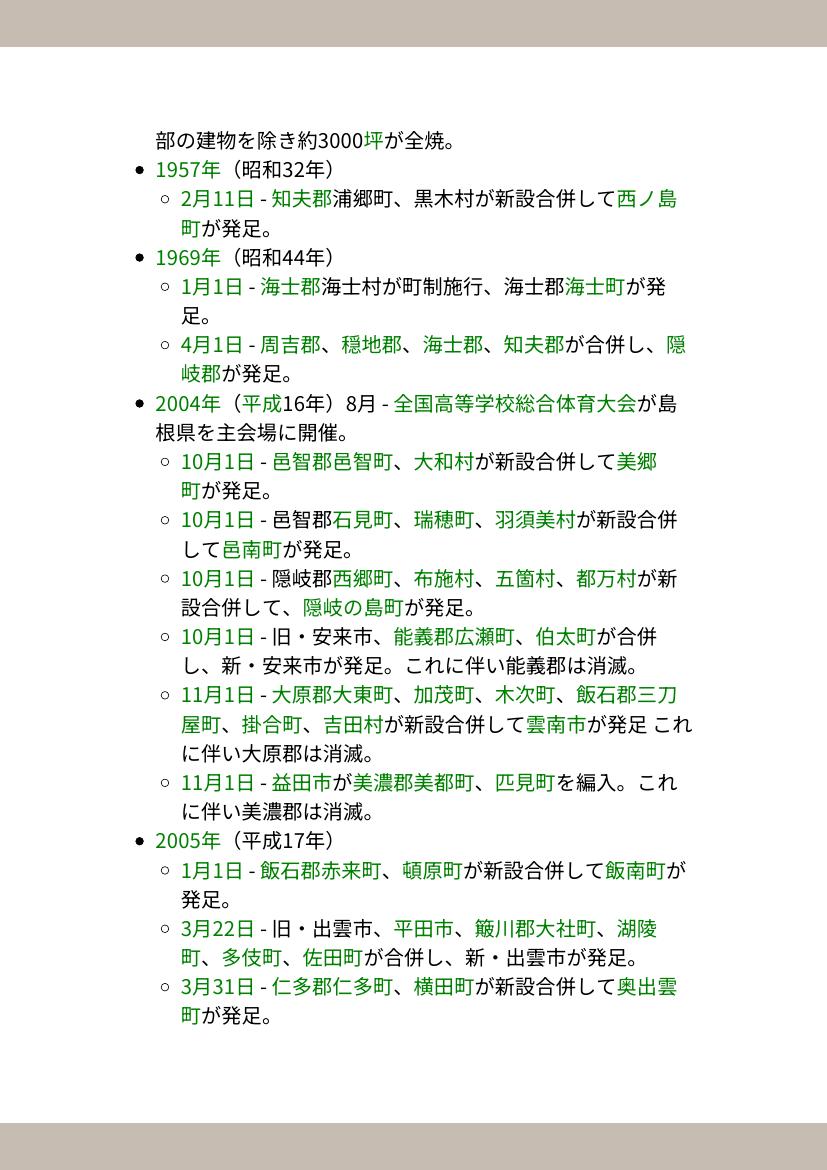 部の建物を除き約3000坪が全焼。
• 1957年（昭和32年）
◦ 2月11日 - 知夫郡浦郷町、黒木村が新設合併して西ノ島
町が発足。
• 1969年（昭和44年）
◦ 1月1日 - 海士郡海士村が町制施行、海士郡海士町が発
足。
◦ 4月1日 - 周吉郡、穏地郡、海士郡、知夫郡が合併し、隠
岐郡が発足。
• 2004年（平成16年）8月 - 全国高等学校総合体育大会が島
根県を主会場に開催。
◦ 10月1日 - 邑智郡邑智町、大和村が新設合併して美郷
町が発足。
◦ 10月1日 - 邑智郡石見町、瑞穂町、羽須美村が新設合併
して邑南町が発足。
◦ 10月1日 - 隠岐郡西郷町、布施村、五箇村、都万村が新
設合併して、隠岐の島町が発足。
◦ 10月1日 - 旧・安来市、能義郡広瀬町、伯太町が合併
し、新・安来市が発足。これに伴い能義郡は消滅。
◦ 11月1日 - 大原郡大東町、加茂町、木次町、飯石郡三刀
屋町、掛合町、吉田村が新設合併して雲南市が発足 これ
に伴い大原郡は消滅。
◦ 11月1日 - 益田市が美濃郡美都町、匹見町を編入。これ
に伴い美濃郡は消滅。
• 2005年（平成17年）
◦ 1月1日 - 飯石郡赤来町、頓原町が新設合併して飯南町が
発足。
◦ 3月22日 - 旧・出雲市、平田市、簸川郡大社町、湖陵
町、多伎町、佐田町が合併し、新・出雲市が発足。
◦ 3月31日 - 仁多郡仁多町、横田町が新設合併して奥出雲
町が発足。